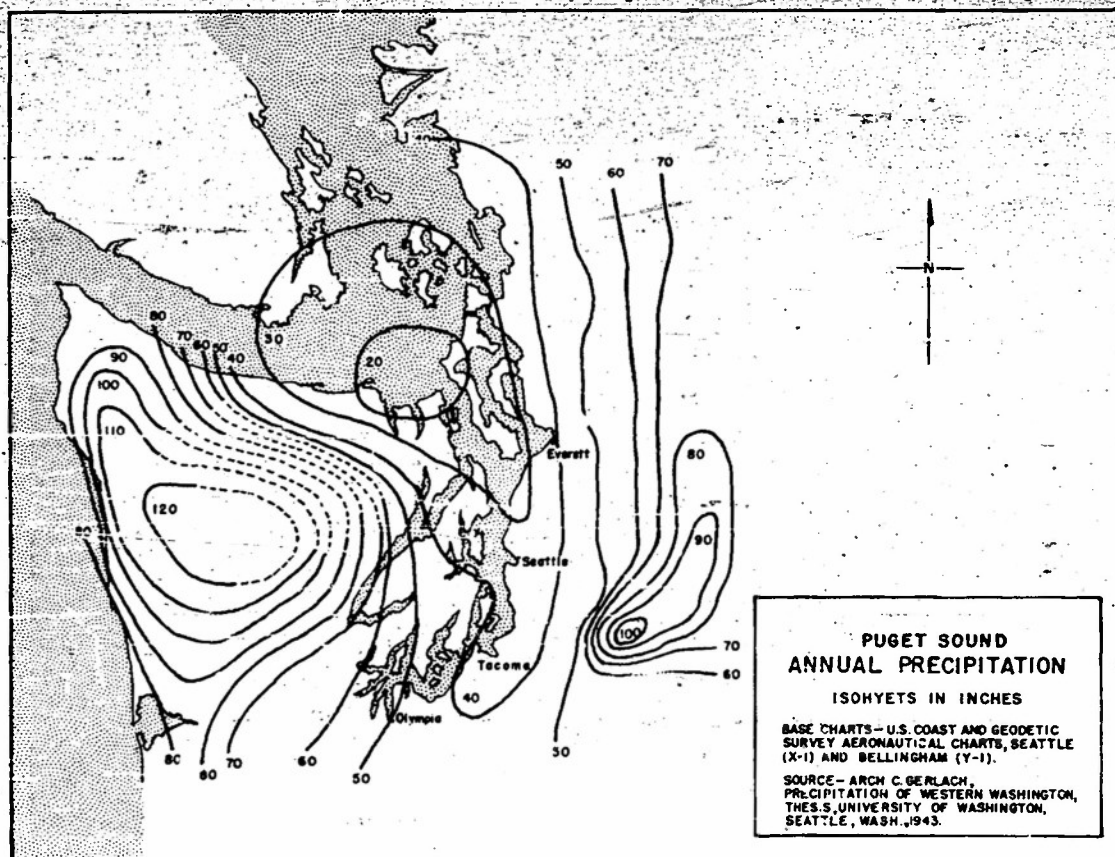 50
60
70
N
80
70
60
50
40
30
90
20
100
110
Everett
80
120
90
80
Seattle
100
70
Tacoma
60
40
Olympia
80
80
70
60
50
50
PUGET SOUND
ANNUAL PRECIPITATION
ISOHYETS IN INCHES
BASE CHARTS—U.S. COAST AND GEODETIC
SURVEY AERONAUTICAL CHARTS, SEATTLE
(X-1) AND BELLINGHAM (Y-1).
SOURCE—ARCH C. GERLACH,
PRECIPITATION OF WESTERN WASHINGTON,
THES.S, UNIVERSITY OF WASHINGTON,
SEATTLE, WASH., 1943.